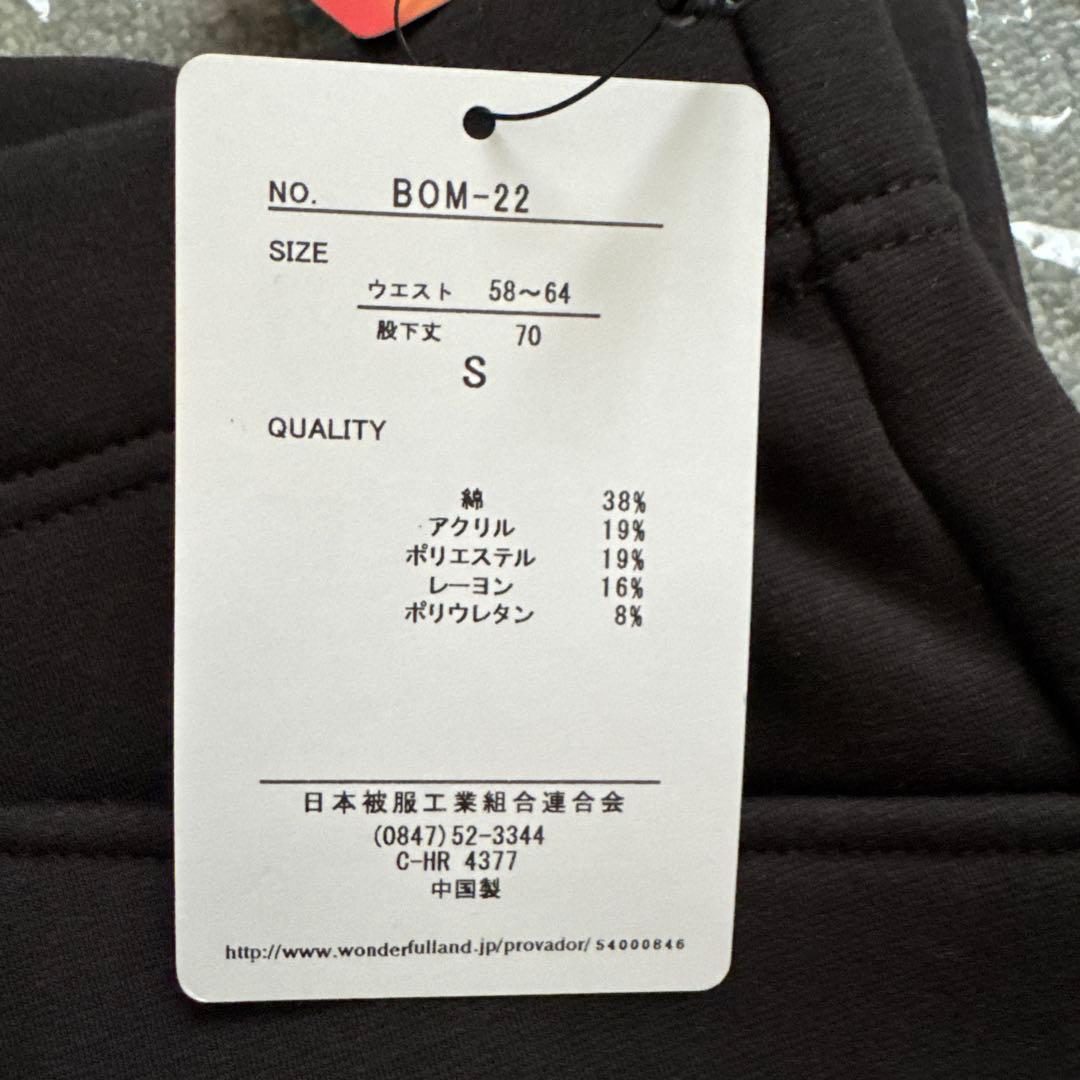 NO. BOM-22
SIZE
ウエスト 58〜64
股下丈 70
S
QUALITY
綿 38%
アクリル 19%
ポリエステル 19%
レーヨン 16%
ポリウレタン 8%
日本被服工業組合連合会
(0847)52-3344
C-HR 4377
中国製
http://www.wonderfulland.jp/provador/ 54000846